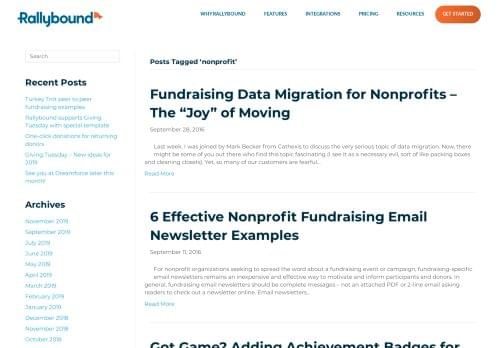 Rallybound
WHY RALLYBOUND
FEATURES
INTEGRATIONS
PRICING
RESOURCES
GET STARTED
Search
Recent Posts
Turkey Trot peer to peer
fundraising examples
Rallybound supports Giving
Tuesday with special template
One-click donations for returning
donors
Giving Tuesday – New ideas for
2019
See you at Dreamforce later this
month!
Archives
November 2019
September 2019
July 2019
June 2019
May 2019
April 2019
March 2019
February 2019
January 2019
December 2018
November 2018
October 2018
Posts Tagged ‘nonprofit’
Fundraising Data Migration for Nonprofits –
The “Joy” of Moving
September 28, 2016
Last week, I was joined by Mark Becker from Cathexis to discuss the very serious topic of data migration. Now, there
might be some of you out there who find this topic fascinating (I see it as a necessary evil, sort of like packing boxes
and cleaning closets). Yet, so many of our customers are fearful...
Read More
6 Effective Nonprofit Fundraising Email
Newsletter Examples
September 11, 2016
For nonprofit organizations seeking to spread the word about a fundraising event or campaign, fundraising-specific
email newsletters remains an inexpensive and effective way to motivate and inform participants and donors. In
general, fundraising email newsletters should be complete messages – not an attached PDF or 2-line email asking
readers to check out a newsletter online. Email newsletters...
Read More
Got Game? Adding Achievement Badges for